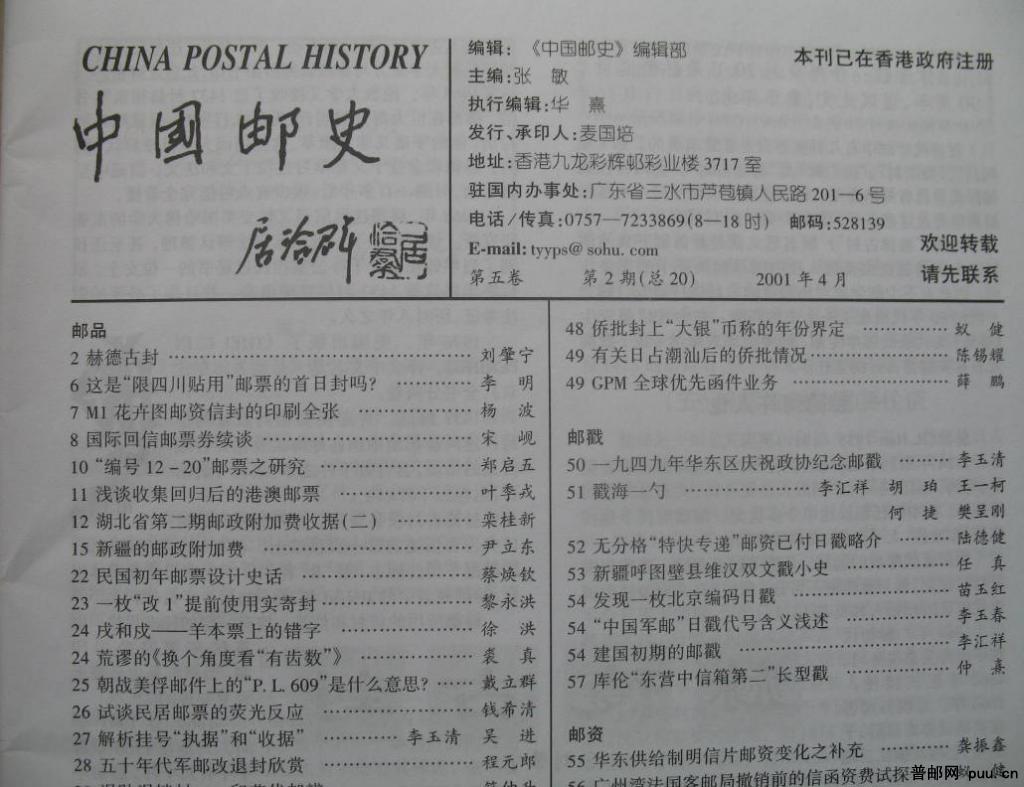 CHINA POSTAL HISTORY
中國邮史
居洽群
编辑：《中国邮史》编辑部
主编：张 敏
执行编辑：华 熹
发行、承印人：麦国培
地址：香港九龙彩辉邨彩业楼 3717 室
驻国内办事处：广东省三水市芦苞镇人民路 201－6 号
电话／传真：0757－7233869(8－18 时) 邮码：528139
E-mail: tyyps@ sohu. com
第五卷 第 2 期(总 20) 2001 年 4 月
本刊已在香港政府注册
欢迎转载
请先联系
邮品
2 赫德古封 ………… 刘肇宁
6 这是“限四川贴用”邮票的首日封吗？ ………… 李 明
7 M1 花卉图邮资信封的印刷全张 ………… 杨 波
8 国际回信邮票券续谈 ………… 宋 岘
10 “编号 12－20”邮票之研究 ………… 郑启五
11 浅谈收集回归后的港澳邮票 ………… 叶季戎
12 湖北省第二期邮政附加费收据(二) ………… 栾桂新
15 新疆的邮政附加费 ………… 尹立东
22 民国初年邮票设计史话 ………… 蔡焕钦
23 一枚“改 1”提前使用实寄封 ………… 黎永洪
24 戌和戍——羊本票上的错字 ………… 徐 洪
24 荒谬的《换个角度看“有齿数”》 ………… 裘 真
25 朝战美俘邮件上的“P. L. 609”是什么意思？ …… 戴立群
26 试谈民居邮票的荧光反应 ………… 钱希清
27 解析挂号“执据”和“收据” ………… 李玉清 吴 进
28 五十年代军邮改退封欣赏 ………… 程元郎
48 侨批封上“大银”币称的年份界定 ………… 蚁 健
49 有关日占潮汕后的侨批情况 ………… 陈锡耀
49 GPM 全球优先函件业务 ………… 薛 鹏
邮戳
50 一九四九年华东区庆祝政协纪念邮戳 ……… 李玉清
51 戳海一勺 ………… 李汇祥 胡 珀 王一柯
何 捷 樊呈刚
52 无分格“特快专递”邮资已付日戳略介 ……… 陆德健
53 新疆呼图壁县维汉双文戳小史 ………… 任 真
54 发现一枚北京编码日戳 ………… 苗玉红
54 “中国军邮”日戳代号含义浅述 ………… 李玉春
54 建国初期的邮戳 ………… 李汇祥
57 库伦“东营中信箱第二”长型戳 ………… 仲 熹
邮资
55 华东供给制明信片邮资变化之补充 ………… 龚振鑫
56 广州湾法国客邮局撤销前的信函资费试探 蚁 健
普邮网 puu.cn